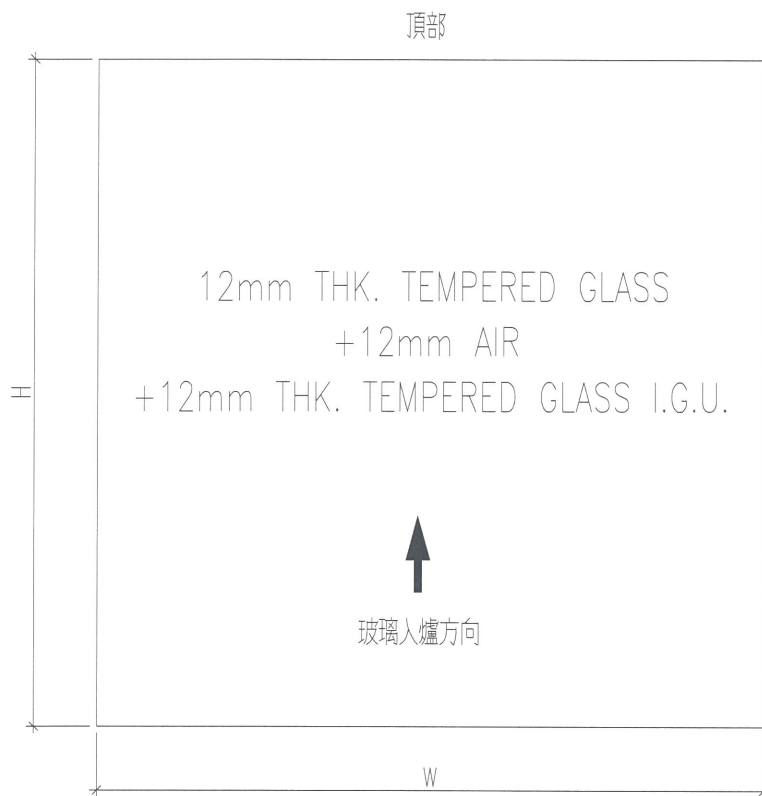 頂部
12mm THK. TEMPERED GLASS
+12mm AIR
+12mm THK. TEMPERED GLASS I.G.U.
H
玻璃入爐方向
W